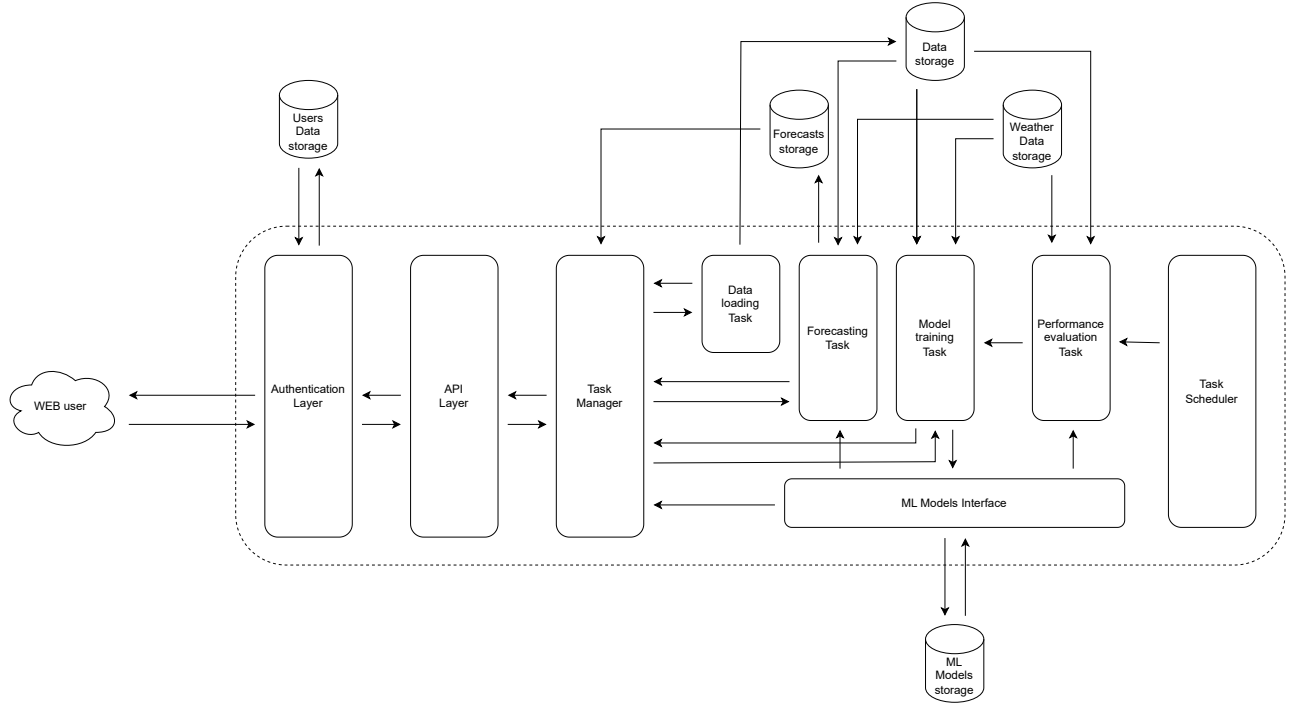 Data
storage
Users
Data
storage
Forecasts
storage
Weather
Data
storage
Data
loading
Task
Forecasting
Task
Model
training
Task
Performance
evaluation
Task
Task
Scheduler
WEB user
Authentication
Layer
API
Layer
Task
Manager
ML Models Interface
ML
Models
storage